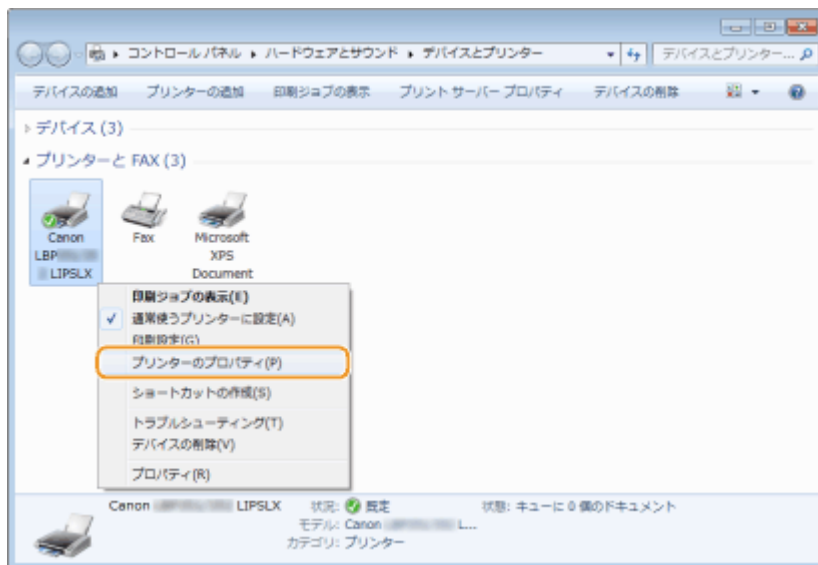 コントロール パネル ▸ ハードウェアとサウンド ▸ デバイスとプリンター
デバイスとプリンター...
デバイスの追加 プリンターの追加 印刷ジョブの表示 プリント サーバー プロパティ デバイスの削除
デバイス (3)
プリンターと FAX (3)
Canon
LBP
LIPSLX
Fax
Microsoft
XPS
Document
印刷ジョブの表示(E)
通常使うプリンターに設定(A)
印刷設定(G)
プリンターのプロパティ(P)
ショートカットの作成(S)
トラブルシューティング(T)
デバイスの削除(V)
プロパティ(R)
Canon LIPSLX 状況: 既定 状態: キューに 0 個のドキュメント
モデル: Canon L...
カテゴリ: プリンター